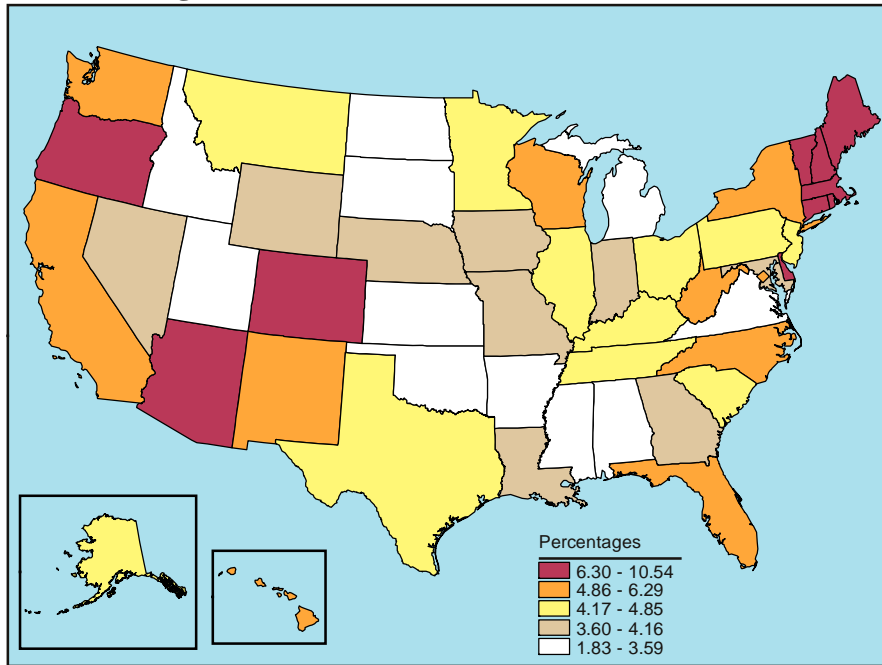 Percentages
6.30 - 10.54
4.86 - 6.29
4.17 - 4.85
3.60 - 4.16
1.83 - 3.59